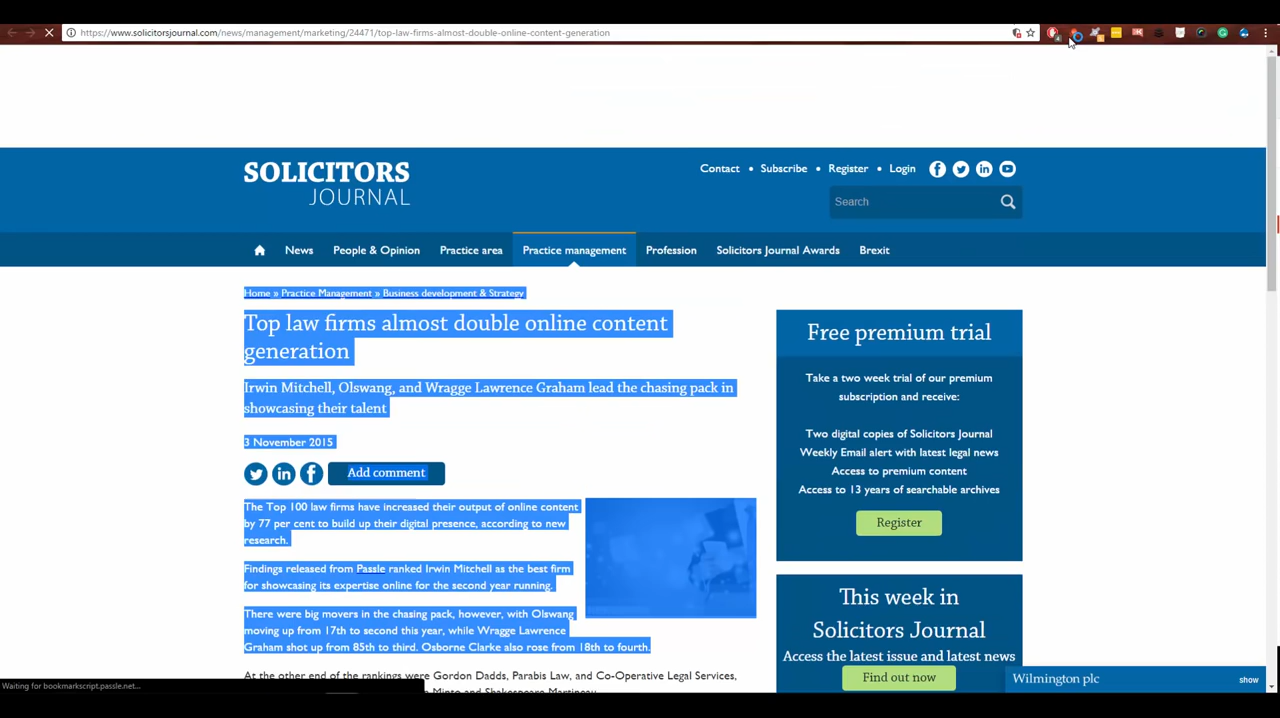 https://www.solicitorsjournal.com/news/management/marketing/24471/top-law-firms-almost-double-online-content-generation
SOLICITORS
JOURNAL
Contact • Subscribe • Register • Login
Search
News People & Opinion Practice area Practice management Profession Solicitors Journal Awards Brexit
Home » Practice Management » Business development & Strategy
Top law firms almost double online content
generation
Irwin Mitchell, Olswang, and Wragge Lawrence Graham lead the chasing pack in
showcasing their talent
3 November 2015
Add comment
The Top 100 law firms have increased their output of online content
by 77 per cent to build up their digital presence, according to new
research.
Findings released from Passle ranked Irwin Mitchell as the best firm
for showcasing its expertise online for the second year running.
There were big movers in the chasing pack, however, with Olswang
moving up from 17th to second this year, while Wragge Lawrence
Graham shot up from 85th to third. Osborne Clarke also rose from 18th to fourth.
At the other end of the rankings were Gordon Dadds, Parabis Law, and Co-Operative Legal Services,
Minto and Shakespeare Martineau
Free premium trial
Take a two week trial of our premium
subscription and receive:
Two digital copies of Solicitors Journal
Weekly Email alert with latest legal news
Access to premium content
Access to 13 years of searchable archives
Register
This week in
Solicitors Journal
Access the latest issue and latest news
Find out now
Wilmington plc show
Waiting for bookmarkscript.passle.net...